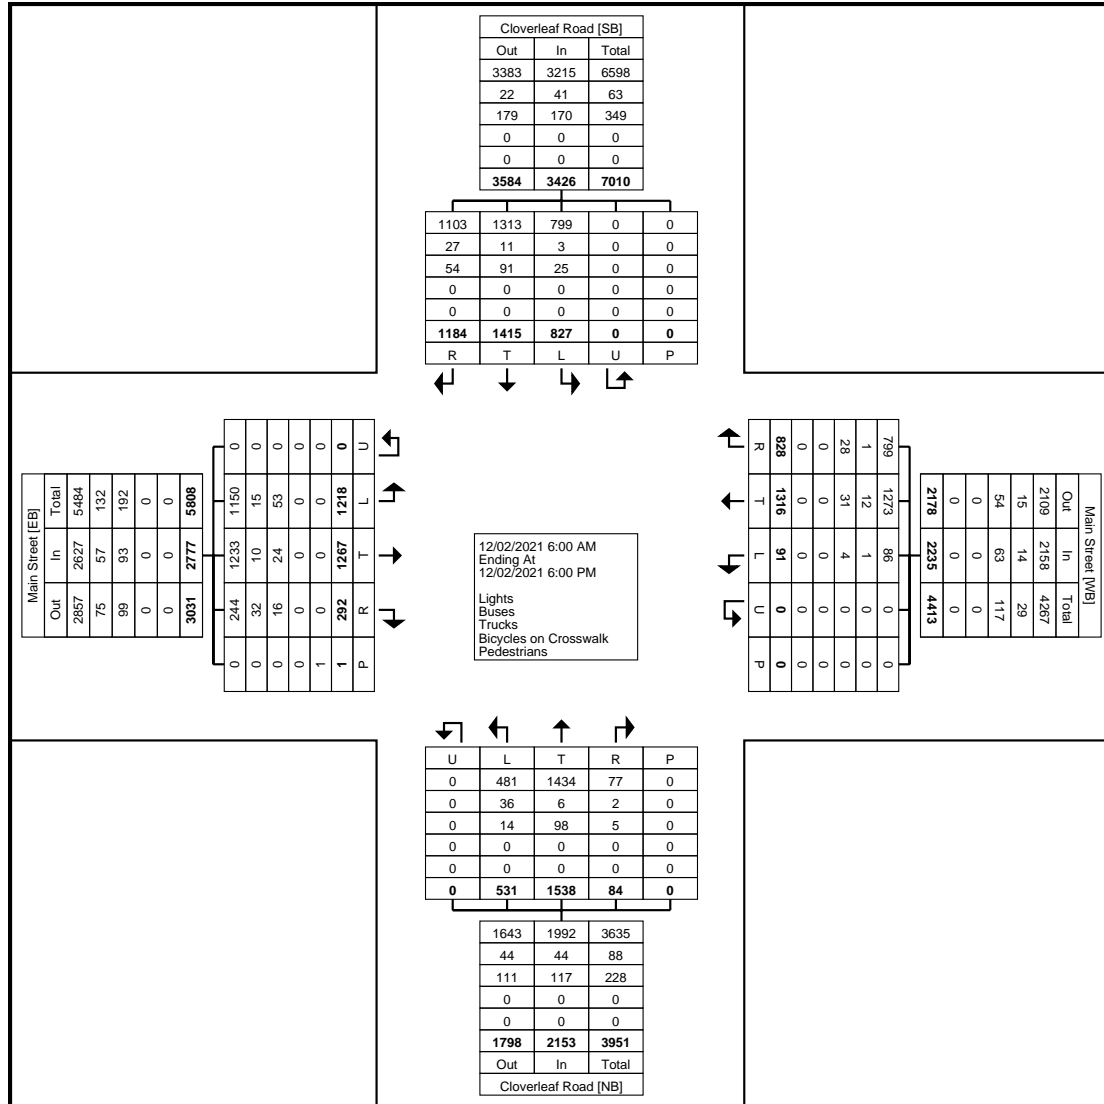 Cloverleaf Road [SB]
Out In Total
3383 3215 6598
22 41 63
179 170 349
0 0 0
0 0 0
3584 3426 7010
1103 1313 799 0 0
27 11 3 0 0
54 91 25 0 0
0 0 0 0 0
0 0 0 0 0
1184 1415 827 0 0
R T L U P
Main Street [EB]
Total In Out
5484 2627 2857
132 57 75
192 93 99
0 0 0
0 0 0
5808 2777 3031
0 1150 1233 244 0
0 15 10 32 0
0 53 24 16 0
0 0 0 0 0
0 0 0 0 1
0 1218 1267 292 1
U L T R P
12/02/2021 6:00 AM
Ending At
12/02/2021 6:00 PM
Lights
Buses
Trucks
Bicycles on Crosswalk
Pedestrians
Main Street [WB]
Out In Total
2109 2158 4267
15 14 29
54 63 117
0 0 0
0 0 0
2178 2235 4413
799 1273 86 0 0
1 12 1 0 0
28 31 4 0 0
0 0 0 0 0
0 0 0 0 0
828 1316 91 0 0
R T L U P
U L T R P
0 481 1434 77 0
0 36 6 2 0
0 14 98 5 0
0 0 0 0 0
0 0 0 0 0
0 531 1538 84 0
1643 1992 3635
44 44 88
111 117 228
0 0 0
0 0 0
1798 2153 3951
Out In Total
Cloverleaf Road [NB]